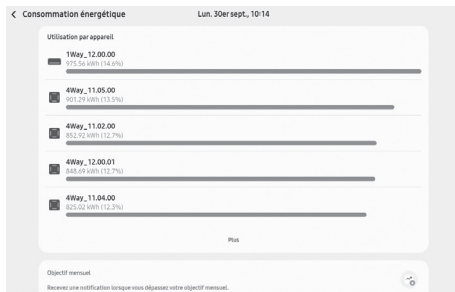 Consommation énergétique
Lun. 30er sept., 10:14
Utilisation par appareil
1Way_12.00.00
975.56 kWh (14.6%)
4Way_11.05.00
901.29 kWh (13.5%)
4Way_11.02.00
852.92 kWh (12.7%)
4Way_12.00.01
848.69 kWh (12.7%)
4Way_11.04.00
825.02 kWh (12.3%)
Plus
Objectif mensuel
Recevez une notification lorsque vous dépassez votre objectif mensuel.